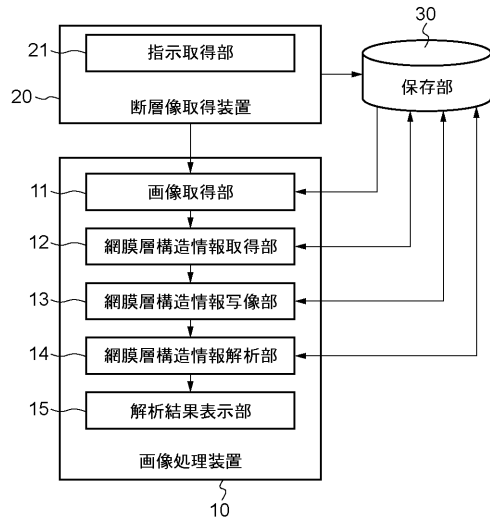 30
21
指示取得部
保存部
20
断層像取得装置
11
画像取得部
12
網膜層構造情報取得部
13
網膜層構造情報写像部
14
網膜層構造情報解析部
15
解析結果表示部
画像処理装置
10